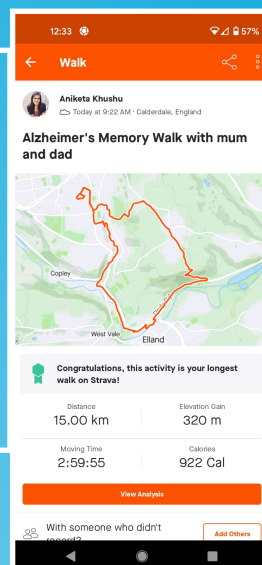 12:33 57%
Walk
Aniketa Khushu
Today at 9:22 AM · Calderdale, England
Alzheimer's Memory Walk with mum
and dad
Copley
West Vale
Elland
Congratulations, this activity is your longest
walk on Strava!
Distance
15.00 km
Elevation Gain
320 m
Moving Time
2:59:55
Calories
922 Cal
View Analysis
With someone who didn't
record?
Add Others